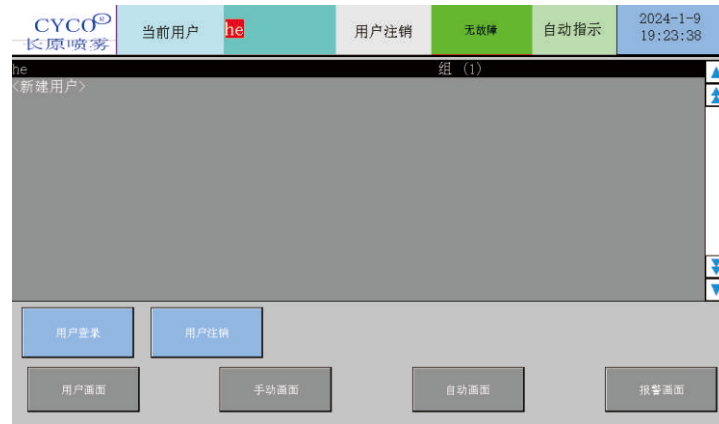 CYCO®
长原喷雾
当前用户
he
用户注销
无故障
自动指示
2024-1-9
19:23:38
he 组 (1)
<新建用户>
用户登录 用户注销
用户画面 手动画面 自动画面 报警画面